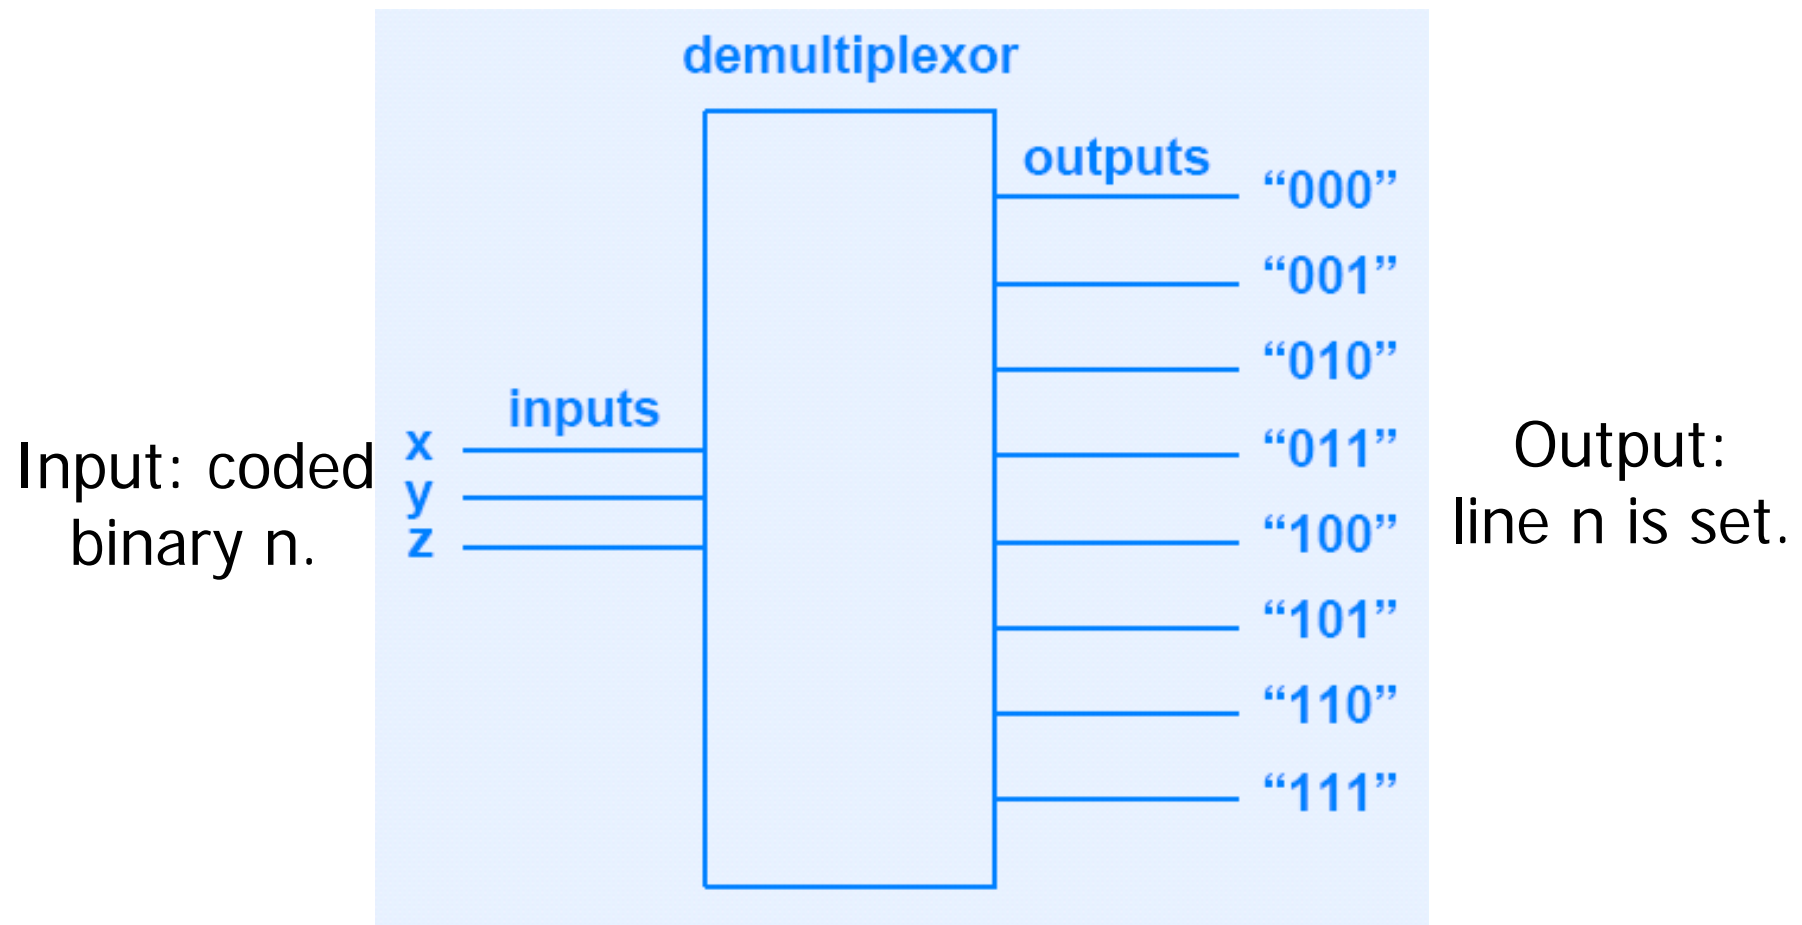 demultiplexor
outputs
“000”
“001”
“010”
inputs
“011”
x
y
z
Input: coded
binary n.
“100”
“101”
“110”
“111”
Output:
line n is set.